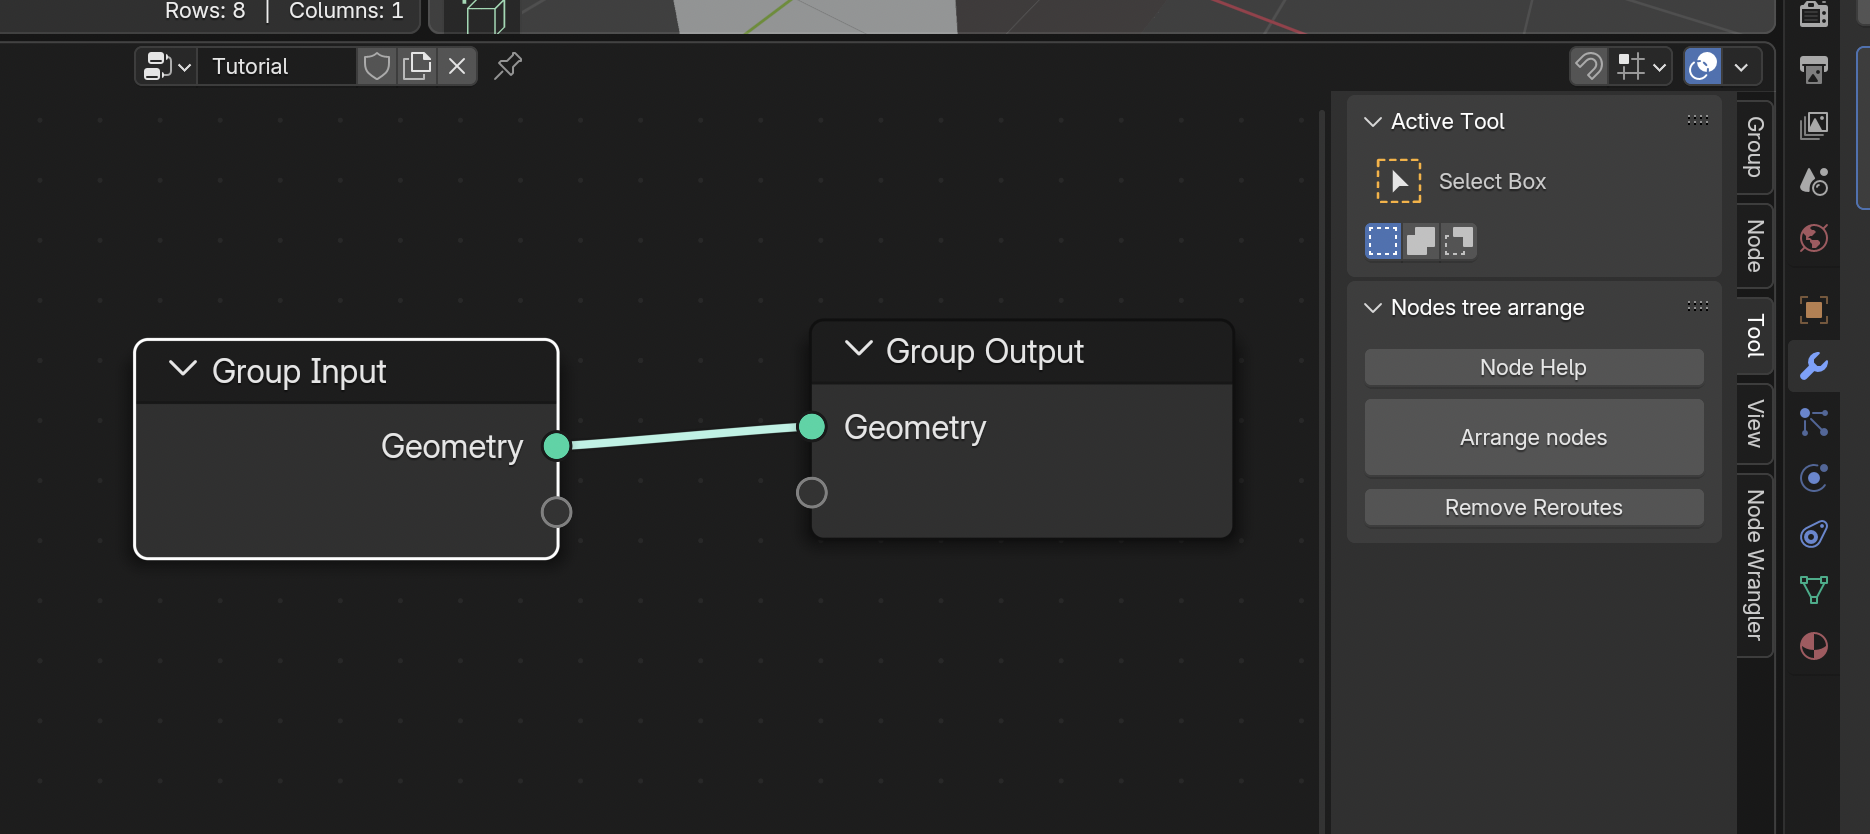 Rows: 8 | Columns: 1
Tutorial
Group Input
Geometry
Group Output
Geometry
Active Tool
Select Box
Nodes tree arrange
Node Help
Arrange nodes
Remove Reroutes
Group
Node
Tool
View
Node Wrangler